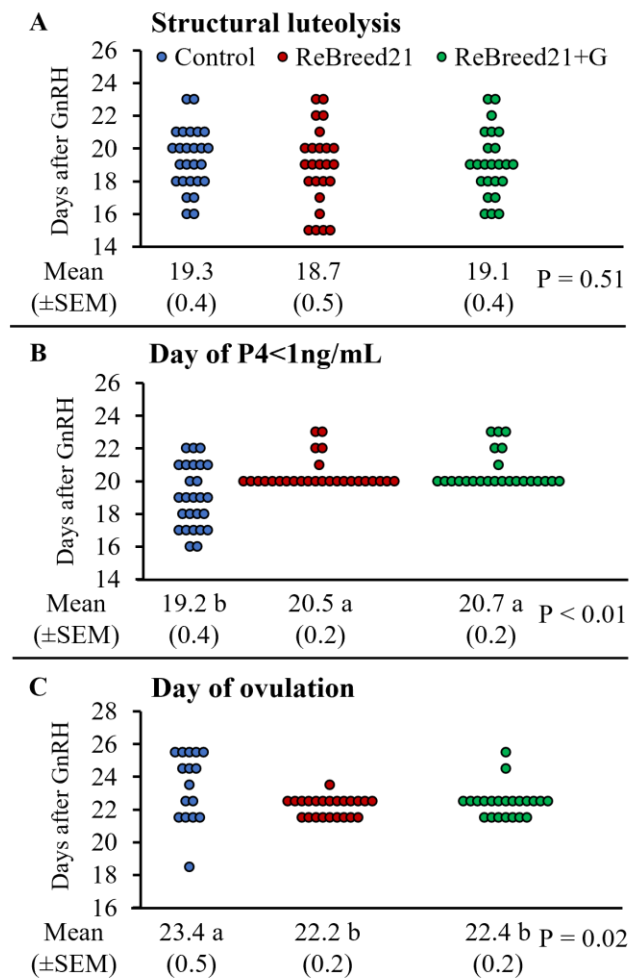 A Structural luteolysis
26
Control ReBreed21 ReBreed21+G
24
22
20
18
16
14
Days after GnRH
Mean 19.3 18.7 19.1 P = 0.51
(±SEM) (0.4) (0.5) (0.4)
B Day of P4<1ng/mL
26
24
22
20
18
16
14
Days after GnRH
Mean 19.2 b 20.5 a 20.7 a P < 0.01
(±SEM) (0.4) (0.2) (0.2)
C Day of ovulation
28
26
24
22
20
18
16
Days after GnRH
Mean 23.4 a 22.2 b 22.4 b P = 0.02
(±SEM) (0.5) (0.2) (0.2)